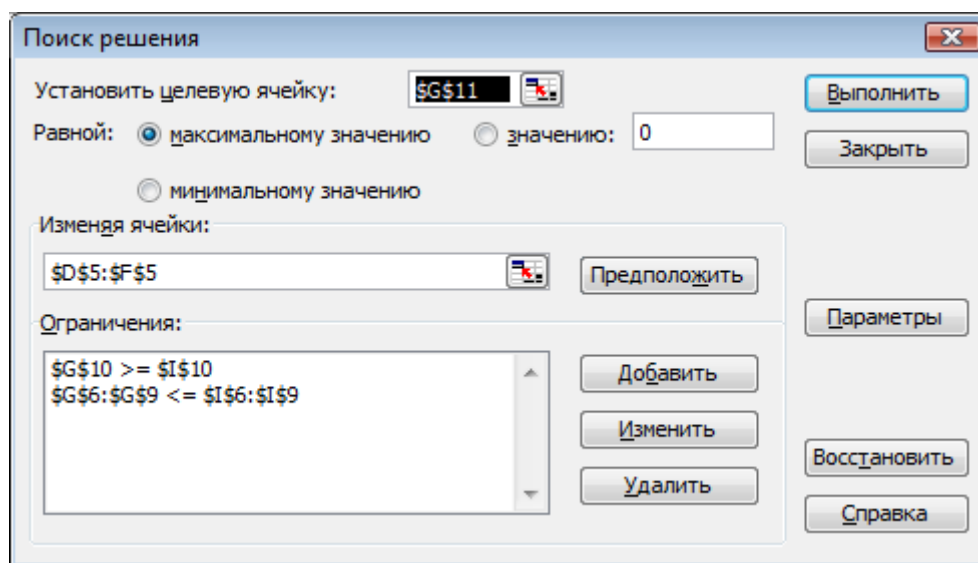 Поиск решения
Установить целевую ячейку: $G$11
Выполнить
Равной: максимальному значению значению: 0
Закрыть
минимальному значению
Изменяя ячейки:
$D$5:$F$5 Предположить
Ограничения:
Параметры
$G$10 >= $I$10
$G$6:$G$9 <= $I$6:$I$9
Добавить
Изменить
Восстановить
Удалить
Справка